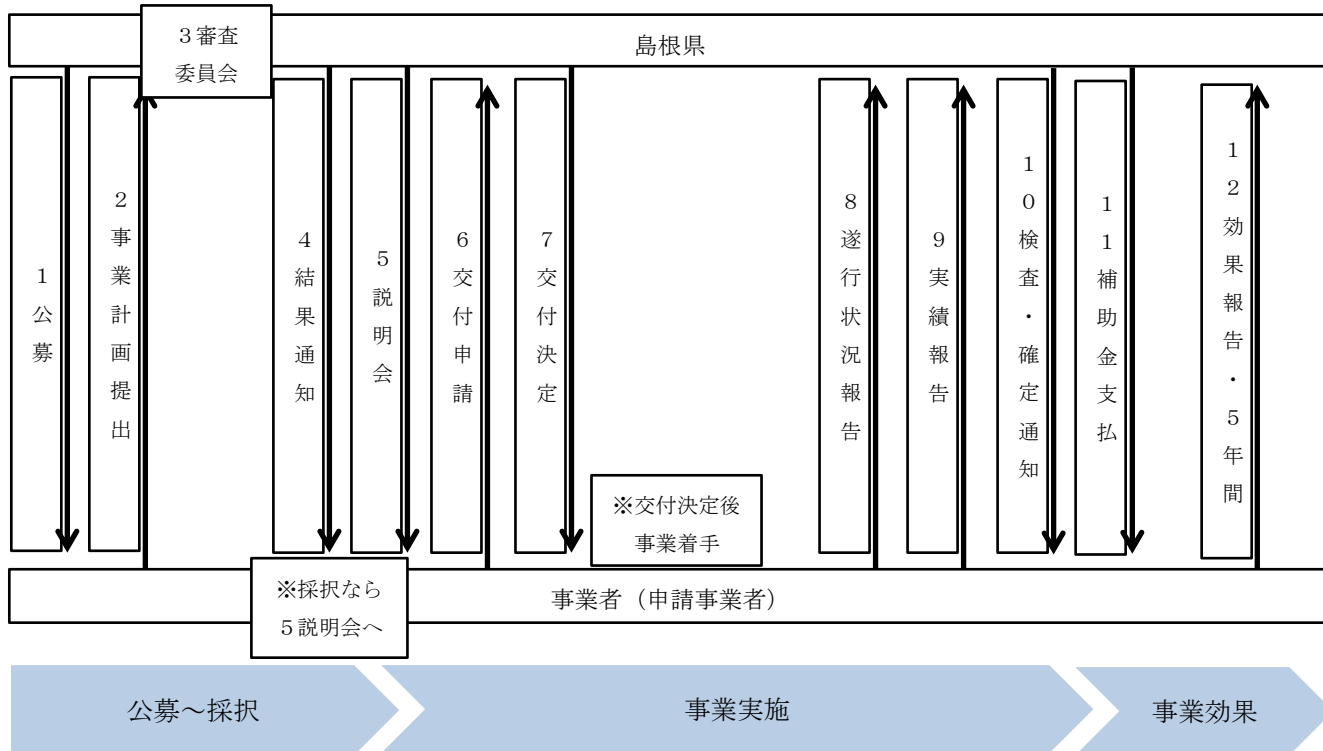 島根県
３審査
委員会
１公募
２事業計画提出
４結果通知
５説明会
６交付申請
７交付決定
８遂行状況報告
９実績報告
１０検査・確定通知
１１補助金支払
１２効果報告・５年間
※交付決定後
事業着手
※採択なら
５説明会へ
事業者（申請事業者）
公募～採択
事業実施
事業効果